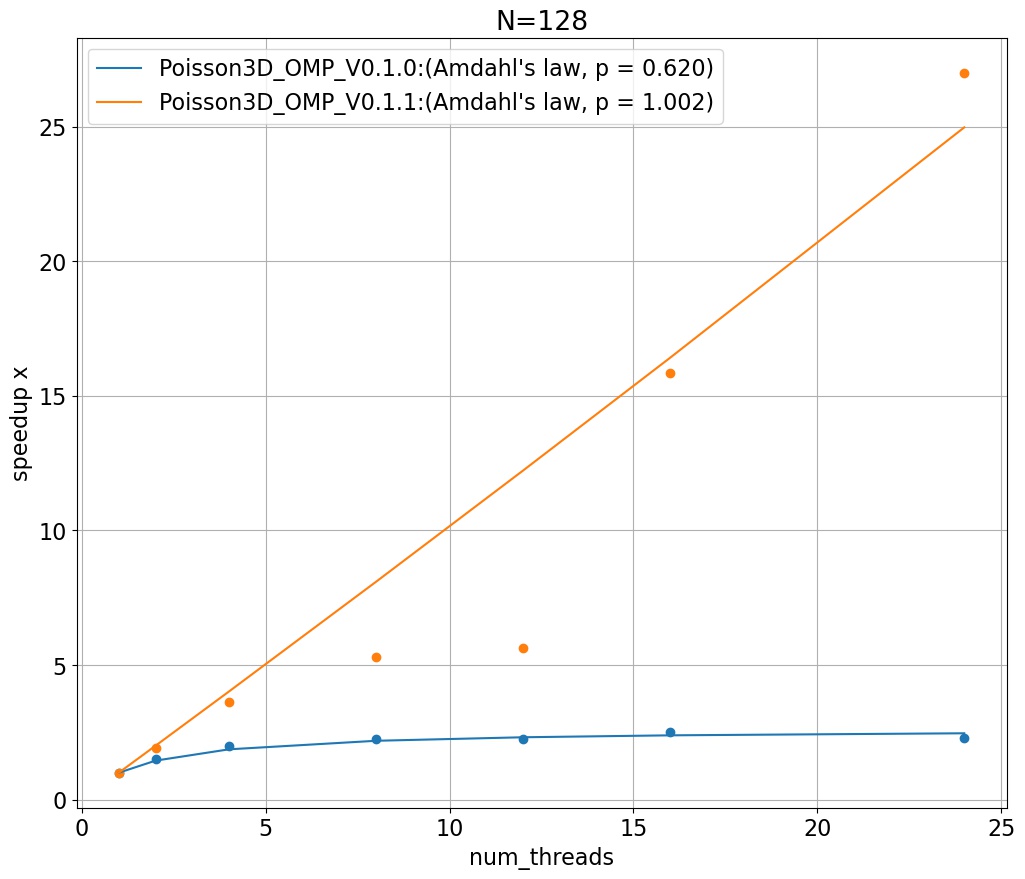 N=128
Poisson3D_OMP_V0.1.0:(Amdahl's law, p = 0.620)
Poisson3D_OMP_V0.1.1:(Amdahl's law, p = 1.002)
25
20
15
10
5
0
speedup x
0 5 10 15 20 25
num_threads